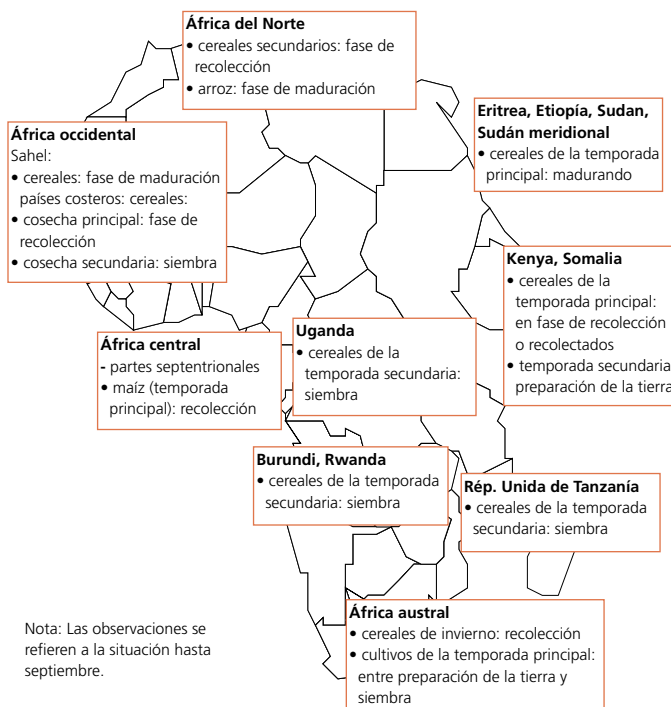 África del Norte
• cereales secundarios: fase de
recolección
• arroz: fase de maduración
Eritrea, Etiopía, Sudan,
Sudán meridional
• cereales de la temporada
principal: madurando
África occidental
Sahel:
• cereales: fase de maduración
países costeros: cereales:
• cosecha principal: fase de
recolección
• cosecha secundaria: siembra
Kenya, Somalia
• cereales de la
temporada principal:
en fase de recolección
o recolectados
• temporada secundaria
preparación de la tierra
África central
- partes septentrionales
• maíz (temporada
principal): recolección
Uganda
• cereales de la
temporada secundaria:
siembra
Burundi, Rwanda
• cereales de la temporada
secundaria: siembra
Rép. Unida de Tanzanía
• cereales de la temporada
secundaria: siembra
África austral
• cereales de invierno: recolección
• cultivos de la temporada principal:
entre preparación de la tierra y
siembra
Nota: Las observaciones se
refieren a la situación hasta
septiembre.